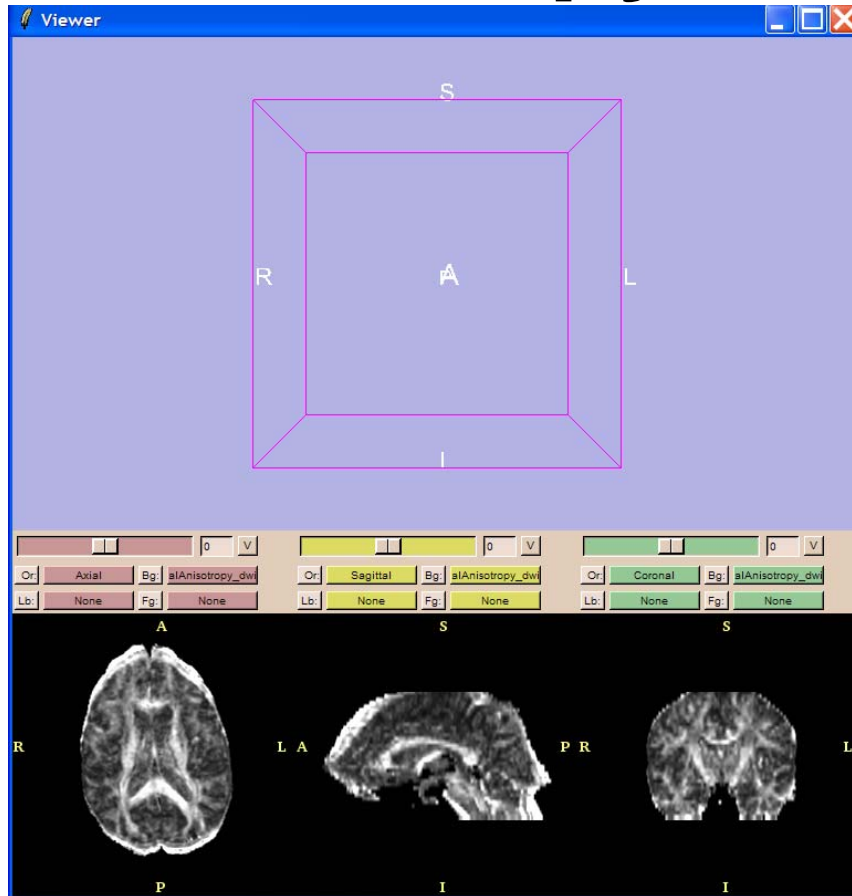 Viewer
S
R A L
I
0 V 0 V 0 V
Or: Axial Bg: alAnisotropy_dwi Or: Sagittal Bg: alAnisotropy_dwi Or: Coronal Bg: alAnisotropy_dwi
Lb: None Fg: None Lb: None Fg: None Lb: None Fg: None
A S S
R L A P R L
P I I